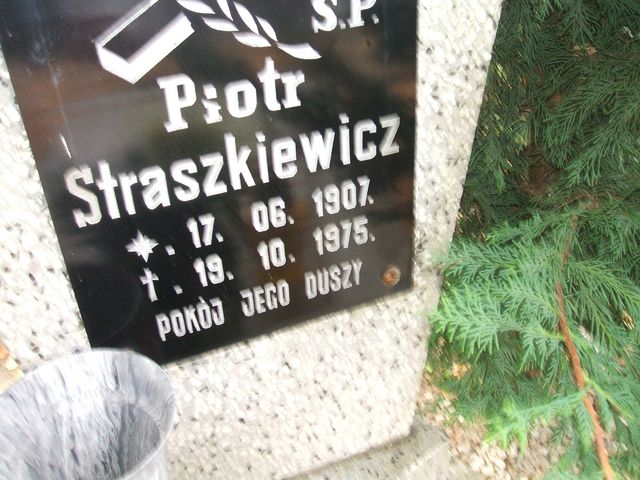 S.P.
Piotr
Straszkiewicz
*. 17. 06. 1907.
†. 19. 10. 1975.
POKÓJ JEGO DUSZY